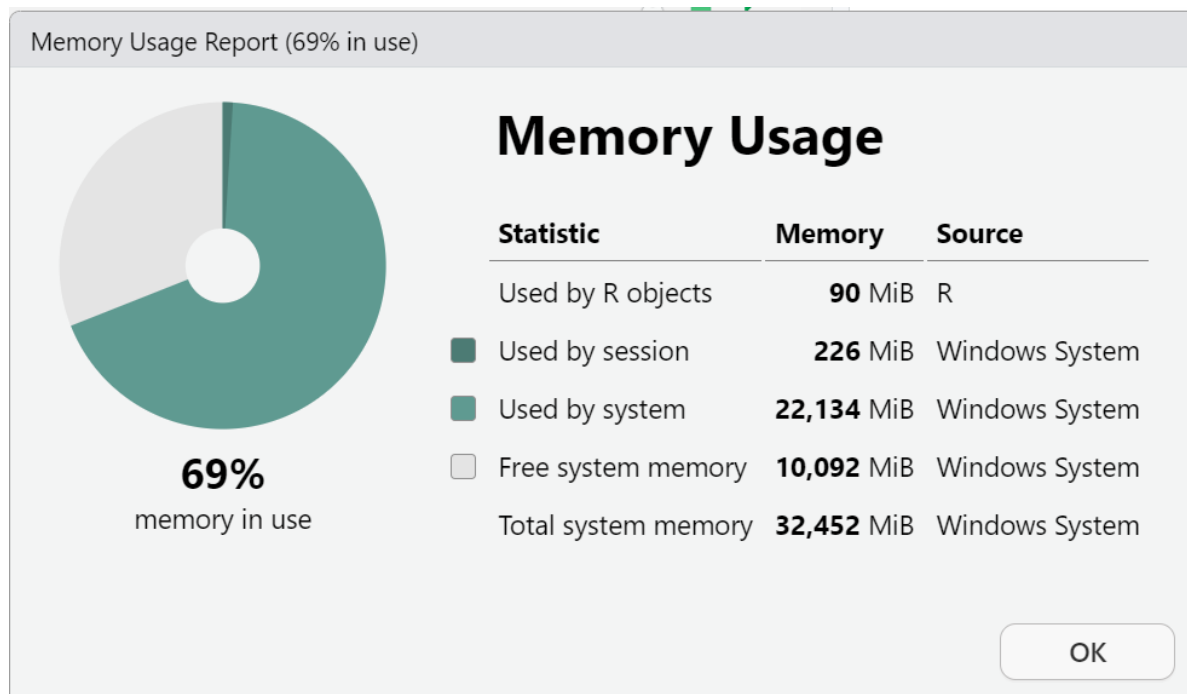 Memory Usage Report (69% in use)
Memory Usage
Statistic Memory Source
Used by R objects 90 MiB R
Used by session 226 MiB Windows System
Used by system 22,134 MiB Windows System
Free system memory 10,092 MiB Windows System
Total system memory 32,452 MiB Windows System
69%
memory in use
OK